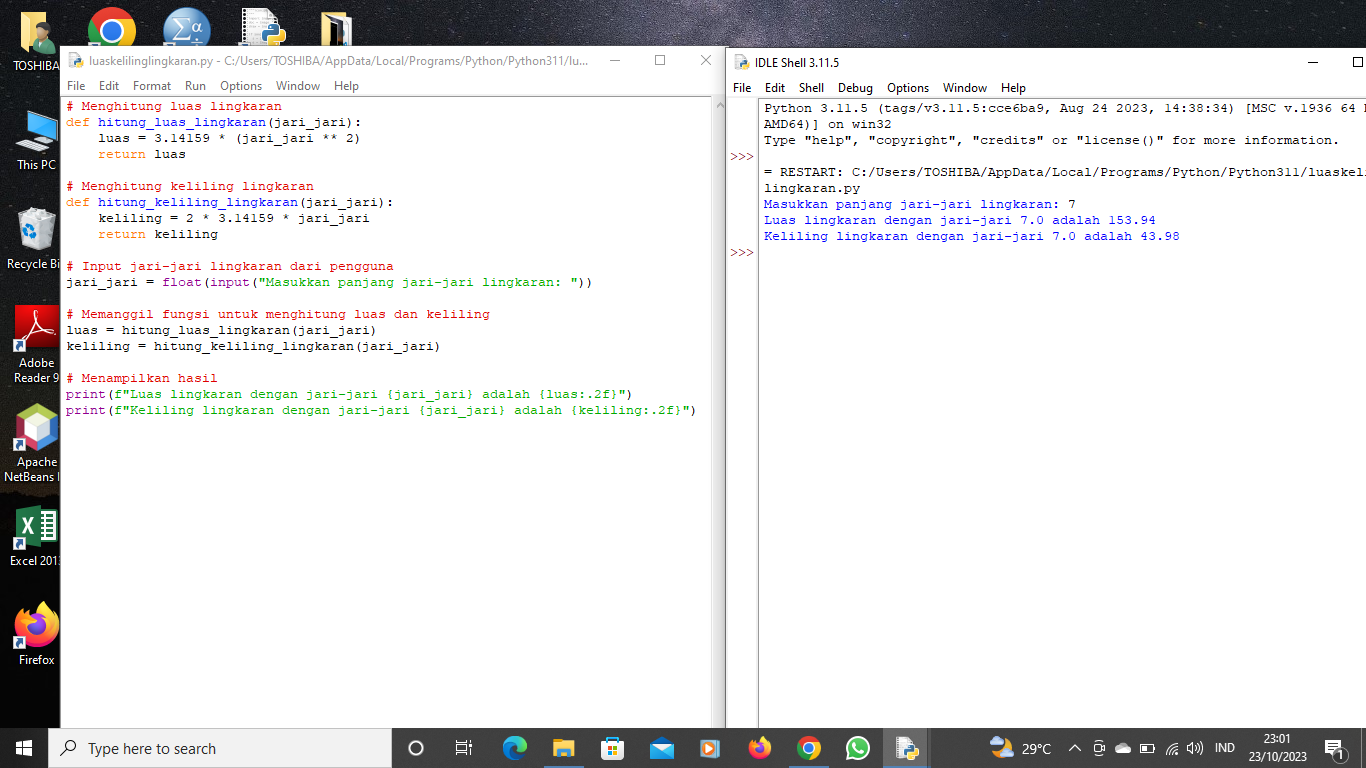 TOSHIBA
This PC
Recycle Bi
Adobe
Reader 9
Apache
NetBeans I
Excel 201
Firefox
luaskelilinglingkaran.py - C:/Users/TOSHIBA/AppData/Local/Programs/Python/Python311/lu...
File Edit Format Run Options Window Help
# Menghitung luas lingkaran
def hitung_luas_lingkaran(jari_jari):
    luas = 3.14159 * (jari_jari ** 2)
    return luas
# Menghitung keliling lingkaran
def hitung_keliling_lingkaran(jari_jari):
    keliling = 2 * 3.14159 * jari_jari
    return keliling
# Input jari-jari lingkaran dari pengguna
jari_jari = float(input("Masukkan panjang jari-jari lingkaran: "))
# Memanggil fungsi untuk menghitung luas dan keliling
luas = hitung_luas_lingkaran(jari_jari)
keliling = hitung_keliling_lingkaran(jari_jari)
# Menampilkan hasil
print(f"Luas lingkaran dengan jari-jari {jari_jari} adalah {luas:.2f}")
print(f"Keliling lingkaran dengan jari-jari {jari_jari} adalah {keliling:.2f}")
IDLE Shell 3.11.5
File Edit Shell Debug Options Window Help
Python 3.11.5 (tags/v3.11.5:cce6ba9, Aug 24 2023, 14:38:34) [MSC v.1936 64
AMD64)] on win32
Type "help", "copyright", "credits" or "license()" for more information.
>>>
= RESTART: C:/Users/TOSHIBA/AppData/Local/Programs/Python/Python311/luaskeli
lingkaran.py
Masukkan panjang jari-jari lingkaran: 7
Luas lingkaran dengan jari-jari 7.0 adalah 153.94
Keliling lingkaran dengan jari-jari 7.0 adalah 43.98
>>>
Type here to search
29°C
IND
23:01
23/10/2023
1